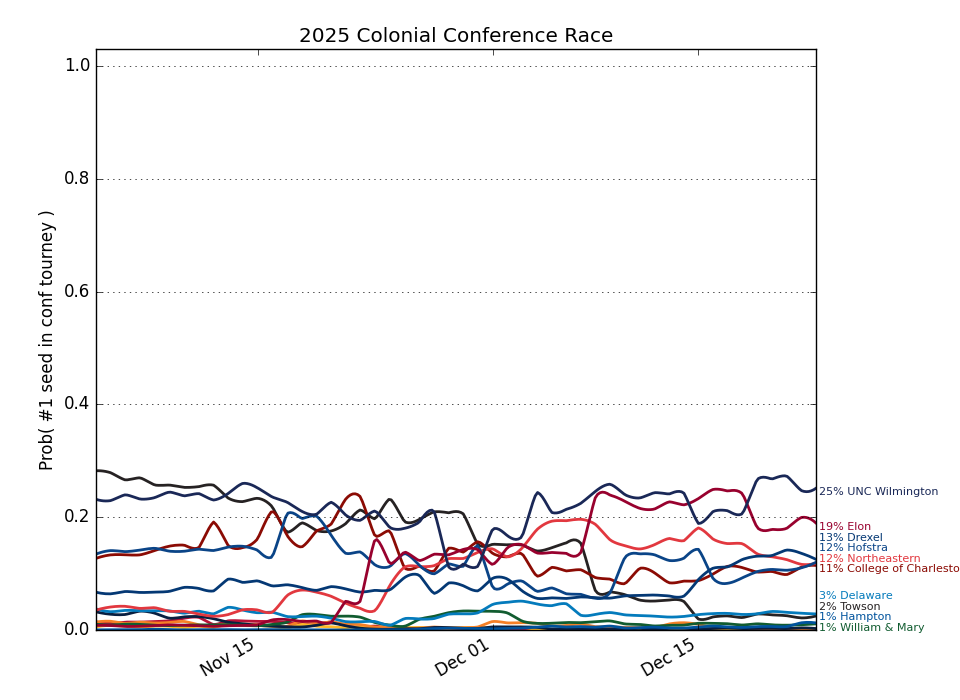 2025 Colonial Conference Race
Prob( #1 seed in conf tourney )
1.0
0.8
0.6
0.4
0.2
0.0
Nov 15
Dec 01
Dec 15
25% UNC Wilmington
19% Elon
13% Drexel
12% Hofstra
12% Northeastern
11% College of Charlesto
3% Delaware
2% Towson
1% Hampton
1% William & Mary